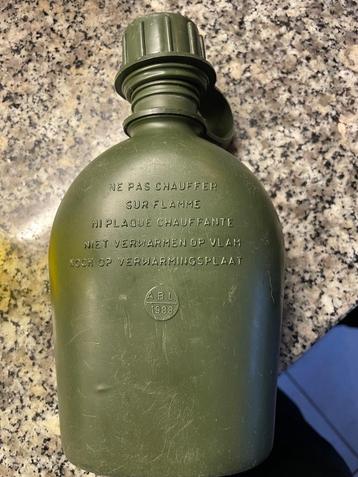 NE PAS CHAUFFER
SUR FLAMME
NI PLAQUE CHAUFFANTE
NIET VERWARMEN OP VLAM
NOCH OP VERWARMINGSPLAAT
A.B.L
1988